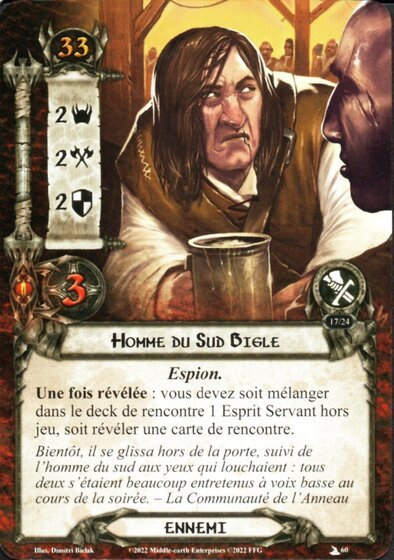 33
2
2
2
3
17/24
Homme du Sud Bigle
Espion.
Une fois révélée : vous devez soit mélanger
dans le deck de rencontre 1 Esprit Servant hors
jeu, soit révéler une carte de rencontre.
Bientôt, il se glissa hors de la porte, suivi de
l’homme du sud aux yeux qui louchaient : tous
deux s’étaient beaucoup entretenus à voix basse au
cours de la soirée. – La Communauté de l’Anneau
ENNEMI
Illus. Dimitri Bielak ©2022 Middle-earth Enterprises ©2022 FFG 60